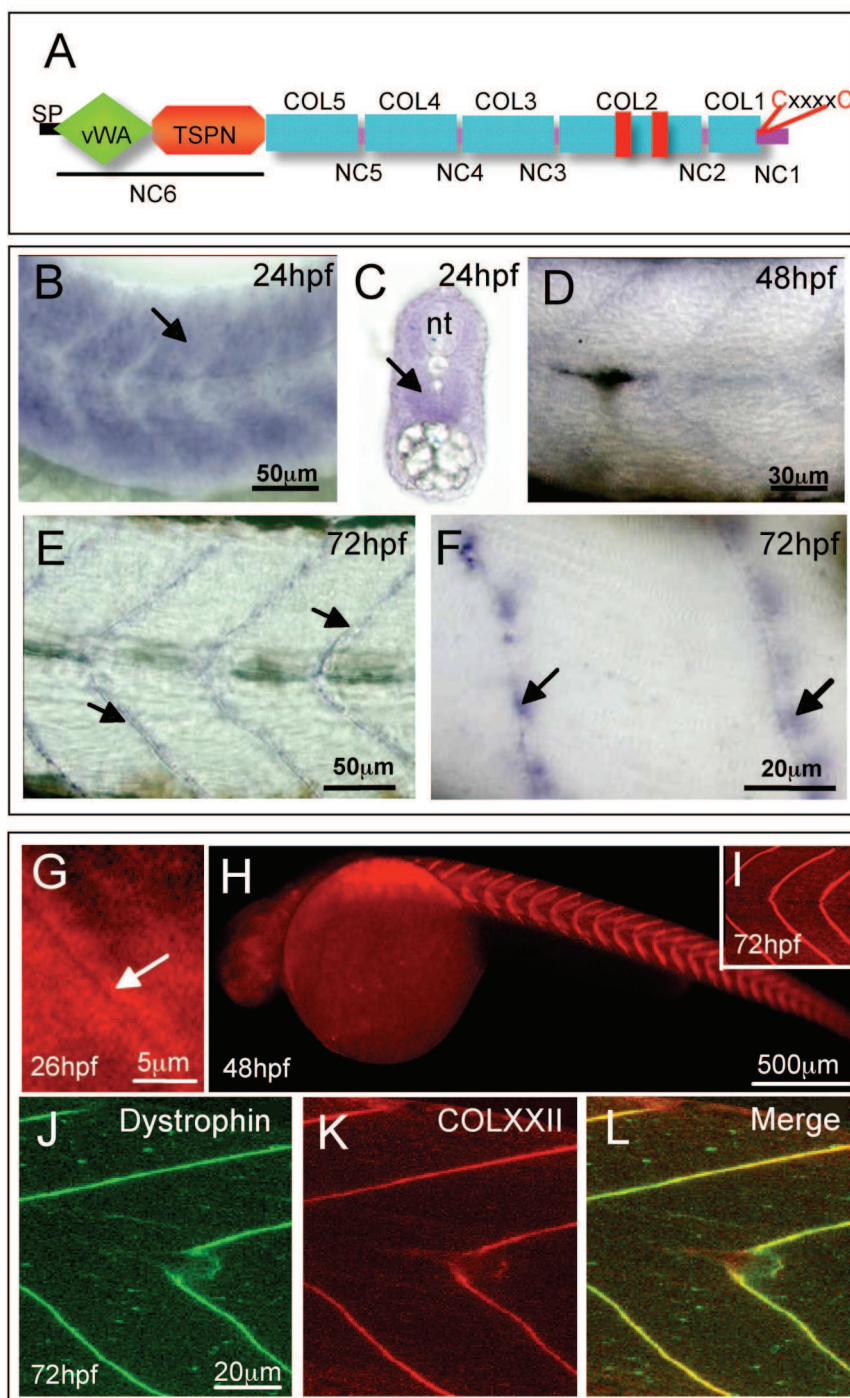 A
SP
vWA
TSPN
COL5
COL4
COL3
COL2
COL1
CxxxxC
NC6
NC5
NC4
NC3
NC2
NC1
B
24hpf
50μm
C
24hpf
nt
D
48hpf
30μm
E
72hpf
50μm
F
72hpf
20μm
G
26hpf
5μm
H
48hpf
500μm
I
72hpf
J
Dystrophin
72hpf
20μm
K
COLXXII
L
Merge